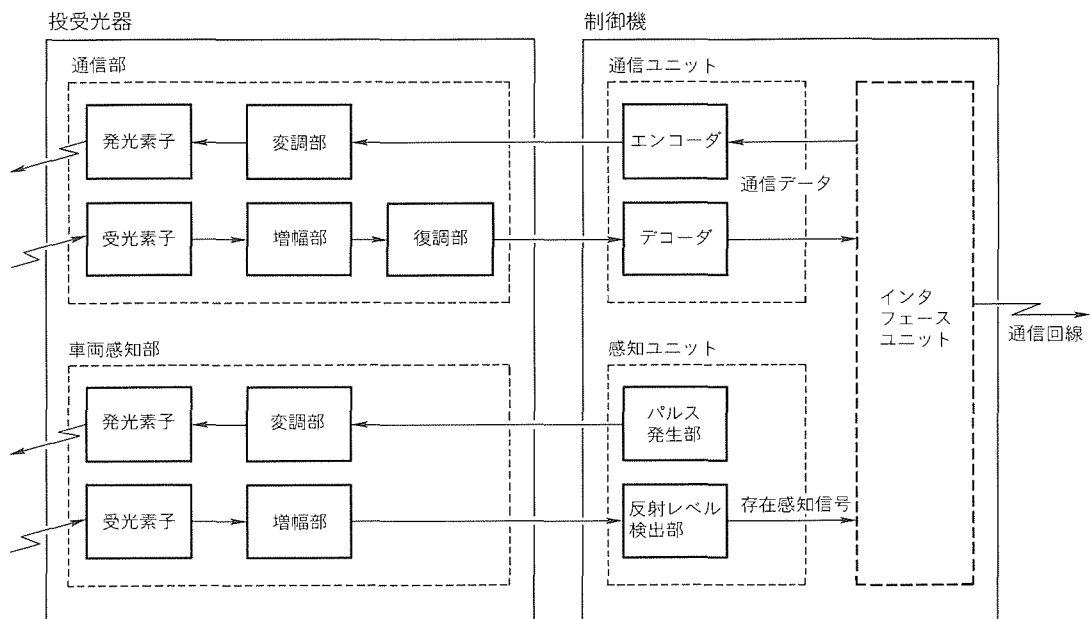 投受光器
制御機
通信部
通信ユニット
発光素子
変調部
エンコーダ
通信データ
受光素子
増幅部
復調部
デコーダ
インタ
フェース
ユニット
通信回線
車両感知部
感知ユニット
発光素子
変調部
パルス
発生部
受光素子
増幅部
反射レベル
検出部
存在感知信号